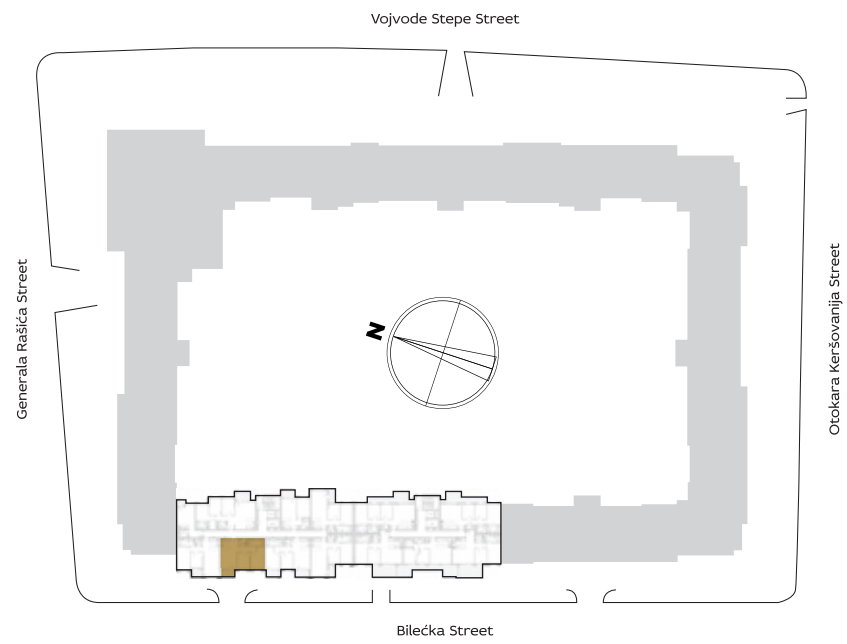 Vojvode Stepe Street
Generala Rašića Street
N
Otokara Keršovanija Street
Bilećka Street